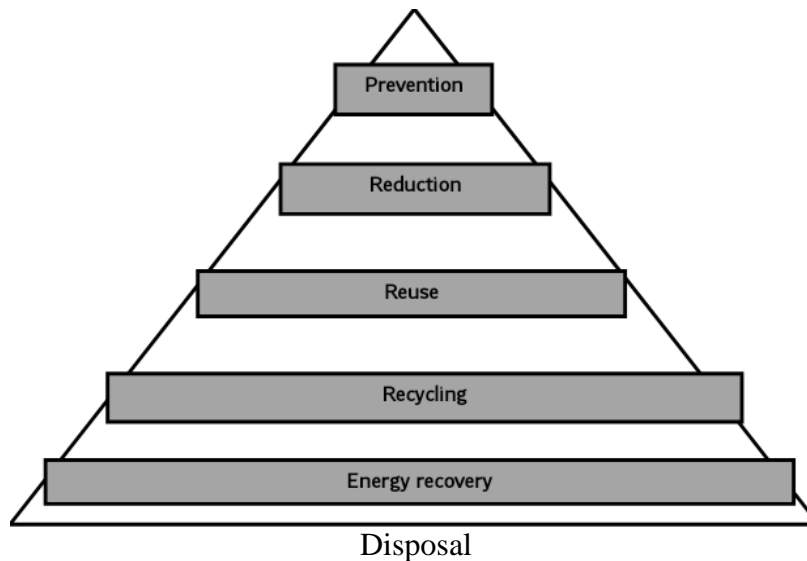 Prevention
Reduction
Reuse
Recycling
Energy recovery
Disposal